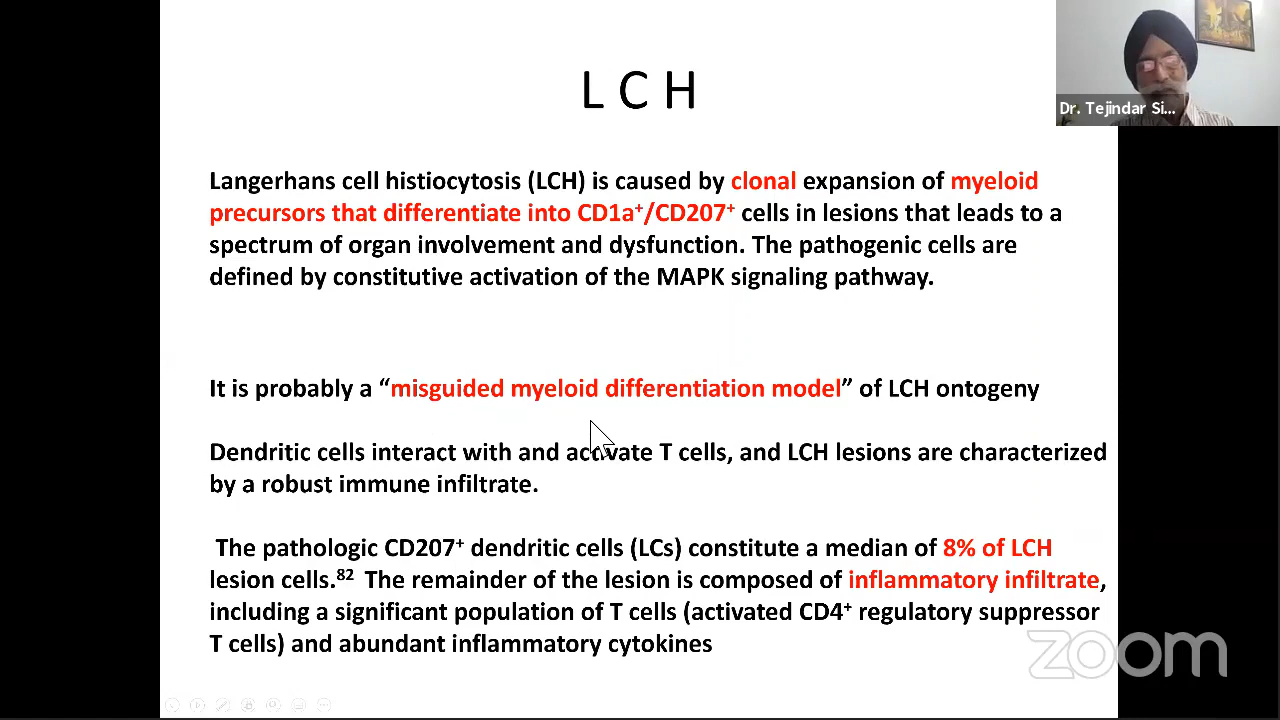 L C H
Dr. Tejindar Si...
Langerhans cell histiocytosis (LCH) is caused by clonal expansion of myeloid
precursors that differentiate into CD1a⁺/CD207⁺ cells in lesions that leads to a
spectrum of organ involvement and dysfunction. The pathogenic cells are
defined by constitutive activation of the MAPK signaling pathway.
It is probably a “misguided myeloid differentiation model” of LCH ontogeny
Dendritic cells interact with and activate T cells, and LCH lesions are characterized
by a robust immune infiltrate.
The pathologic CD207⁺ dendritic cells (LCs) constitute a median of 8% of LCH
lesion cells.⁸² The remainder of the lesion is composed of inflammatory infiltrate,
including a significant population of T cells (activated CD4⁺ regulatory suppressor
T cells) and abundant inflammatory cytokines
zoom